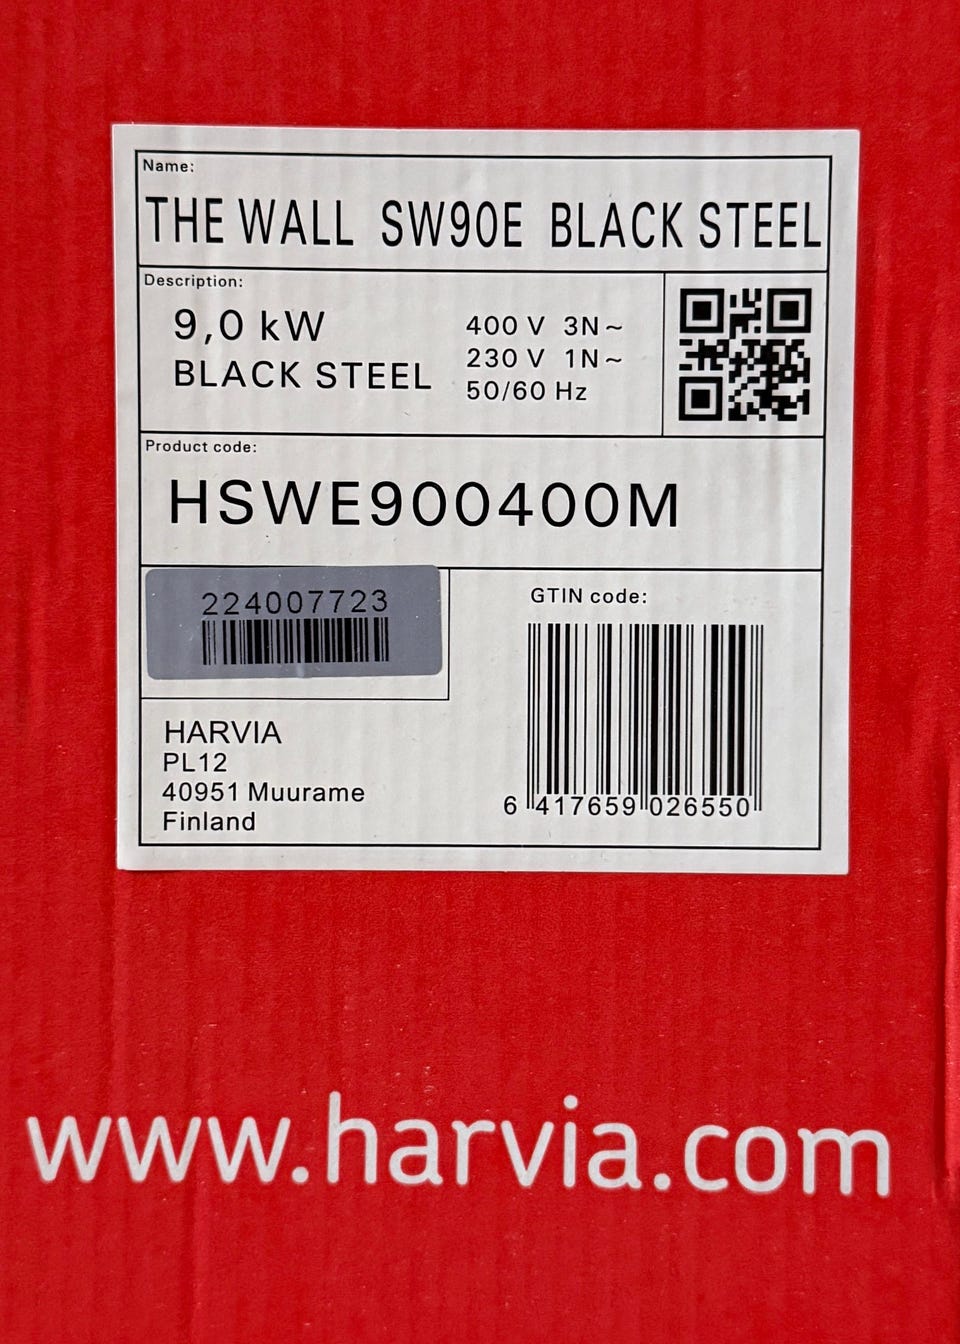 Name:
THE WALL SW90E BLACK STEEL
Description:
9,0 kW
BLACK STEEL
400 V 3N~
230 V 1N~
50/60 Hz
Product code:
HSWE900400M
224007723
GTIN code:
6 417659 026550
HARVIA
PL12
40951 Muurame
Finland
www.harvia.com